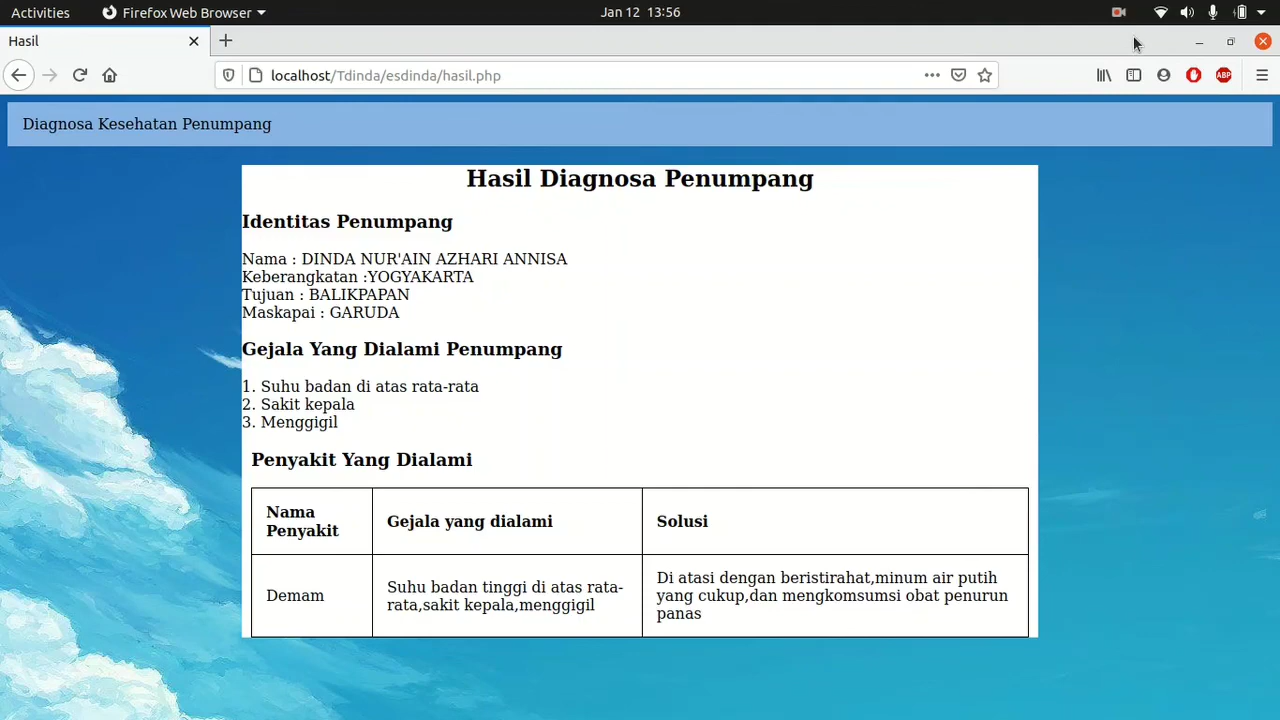 Activities
Firefox Web Browser
Jan 12 13:56
Hasil
localhost/Tdinda/esdinda/hasil.php
ABP
Diagnosa Kesehatan Penumpang
Hasil Diagnosa Penumpang
Identitas Penumpang
Nama : DINDA NUR'AIN AZHARI ANNISA
Keberangkatan :YOGYAKARTA
Tujuan : BALIKPAPAN
Maskapai : GARUDA
Gejala Yang Dialami Penumpang
1. Suhu badan di atas rata-rata
2. Sakit kepala
3. Menggigil
Penyakit Yang Dialami
Nama
Penyakit
Gejala yang dialami
Solusi
Demam
Suhu badan tinggi di atas rata-
rata,sakit kepala,menggigil
Di atasi dengan beristirahat,minum air putih
yang cukup,dan mengkomsumsi obat penurun
panas